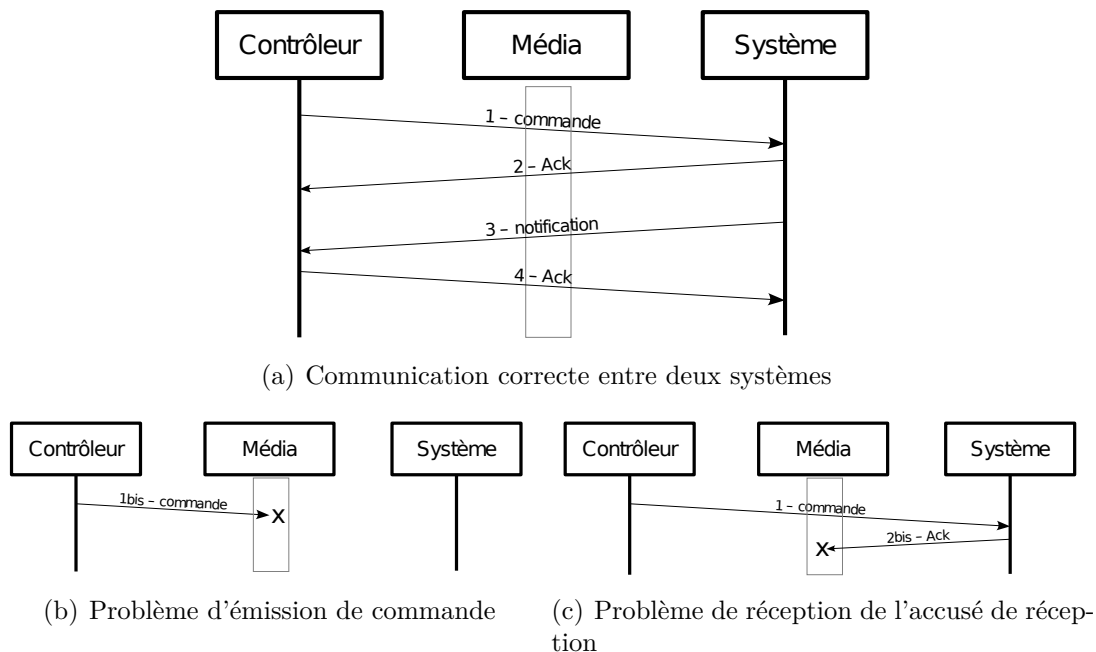 Contrôleur Média Système
1 – commande
2 – Ack
3 – notification
4 – Ack
(a) Communication correcte entre deux systèmes
Contrôleur Média Système
1bis – commande
x
(b) Problème d'émission de commande
Contrôleur Média Système
1 – commande
2bis – Ack
x
(c) Problème de réception de l'accusé de récep-
tion